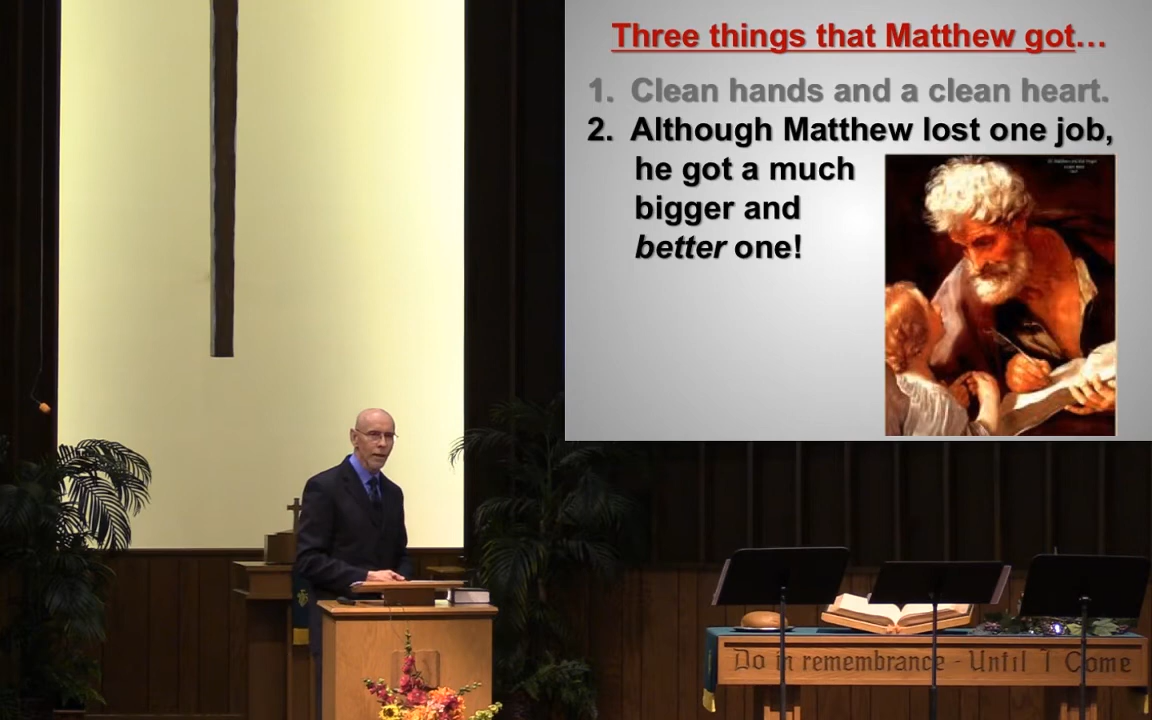 Three things that Matthew got…
1. Clean hands and a clean heart.
2. Although Matthew lost one job,
he got a much
bigger and
better one!
Do in remembrance - Until I Come